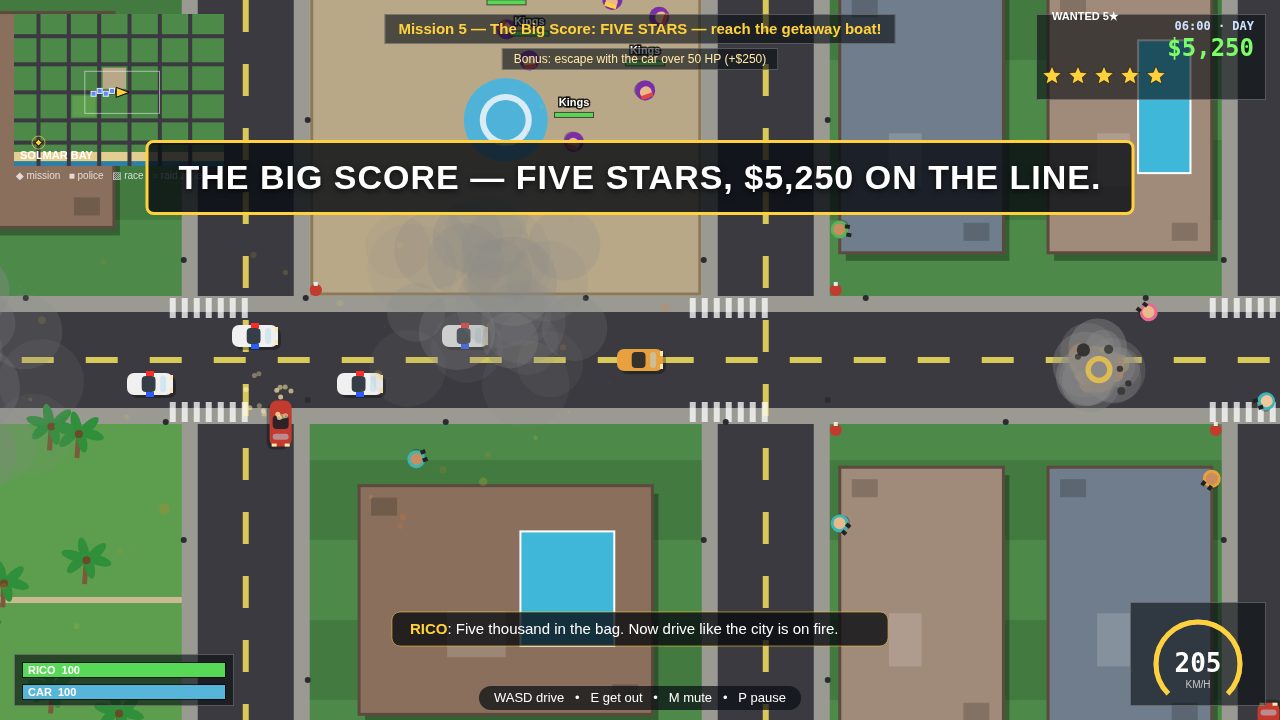 Mission 5 — The Big Score: FIVE STARS — reach the getaway boat!
Bonus: escape with the car over 50 HP (+$250)
WANTED 5★
06:00 · DAY
$5,250
Kings
Kings
Kings
SOLMAR BAY
◆ mission ■ police ▨ race
THE BIG SCORE — FIVE STARS, $5,250 ON THE LINE.
RICO: Five thousand in the bag. Now drive like the city is on fire.
RICO 100
CAR 100
WASD drive • E get out • M mute • P pause
205
KM/H